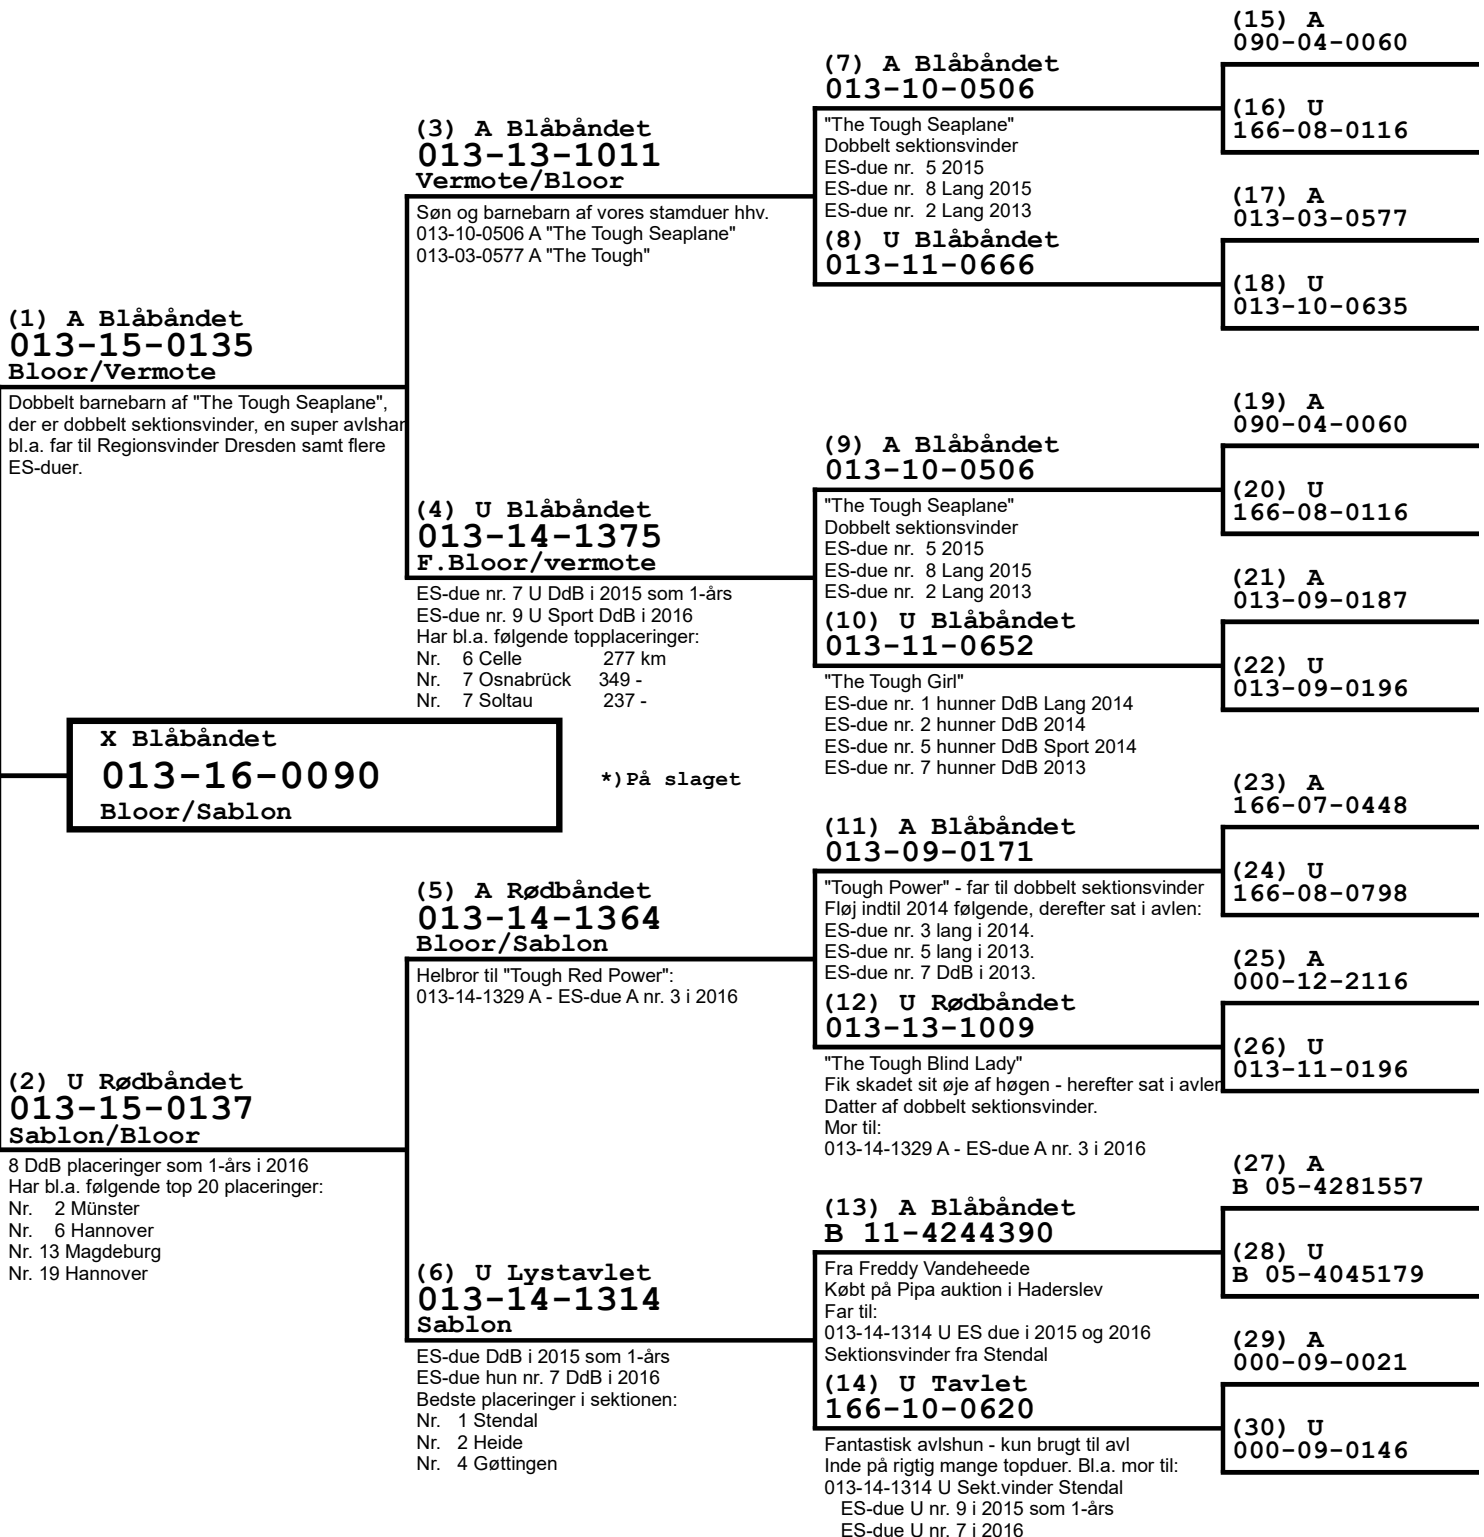 (1) A Blåbåndet
013-15-0135
Bloor/Vermote
Dobbelt barnebarn af "The Tough Seaplane",
der er dobbelt sektionsvinder, en super avlshan
bl.a. far til Regionsvinder Dresden samt flere
ES-duer.
X Blåbåndet
013-16-0090
Bloor/Sablon
*)På slaget
(2) U Rødbåndet
013-15-0137
Sablon/Bloor
8 DdB placeringer som 1-års i 2016
Har bl.a. følgende top 20 placeringer:
Nr. 2 Münster
Nr. 6 Hannover
Nr. 13 Magdeburg
Nr. 19 Hannover
(3) A Blåbåndet
013-13-1011
Vermote/Bloor
Søn og barnebarn af vores stamduer hhv.
013-10-0506 A "The Tough Seaplane"
013-03-0577 A "The Tough"
(4) U Blåbåndet
013-14-1375
F.Bloor/vermote
ES-due nr. 7 U DdB i 2015 som 1-års
ES-due nr. 9 U Sport DdB i 2016
Har bl.a. følgende topplaceringer:
Nr. 6 Celle 277 km
Nr. 7 Osnabrück 349 -
Nr. 7 Soltau 237 -
(5) A Rødbåndet
013-14-1364
Bloor/Sablon
Helbror til "Tough Red Power":
013-14-1329 A - ES-due A nr. 3 i 2016
(6) U Lystavlet
013-14-1314
Sablon
ES-due DdB i 2015 som 1-års
ES-due hun nr. 7 DdB i 2016
Bedste placeringer i sektionen:
Nr. 1 Stendal
Nr. 2 Heide
Nr. 4 Gøttingen
(7) A Blåbåndet
013-10-0506
"The Tough Seaplane"
Dobbelt sektionsvinder
ES-due nr. 5 2015
ES-due nr. 8 Lang 2015
ES-due nr. 2 Lang 2013
(8) U Blåbåndet
013-11-0666
(9) A Blåbåndet
013-10-0506
"The Tough Seaplane"
Dobbelt sektionsvinder
ES-due nr. 5 2015
ES-due nr. 8 Lang 2015
ES-due nr. 2 Lang 2013
(10) U Blåbåndet
013-11-0652
"The Tough Girl"
ES-due nr. 1 hunner DdB Lang 2014
ES-due nr. 2 hunner DdB 2014
ES-due nr. 5 hunner DdB Sport 2014
ES-due nr. 7 hunner DdB 2013
(11) A Blåbåndet
013-09-0171
"Tough Power" - far til dobbelt sektionsvinder
Fløj indtil 2014 følgende, derefter sat i avlen:
ES-due nr. 3 lang i 2014.
ES-due nr. 5 lang i 2013.
ES-due nr. 7 DdB i 2013.
(12) U Rødbåndet
013-13-1009
"The Tough Blind Lady"
Fik skadet sit øje af høgen - herefter sat i avlen
Datter af dobbelt sektionsvinder.
Mor til:
013-14-1329 A - ES-due A nr. 3 i 2016
(13) A Blåbåndet
B 11-4244390
Fra Freddy Vandeheede
Købt på Pipa auktion i Haderslev
Far til:
013-14-1314 U ES due i 2015 og 2016
Sektionsvinder fra Stendal
(14) U Tavlet
166-10-0620
Fantastisk avlshun - kun brugt til avl
Inde på rigtig mange topduer. Bl.a. mor til:
013-14-1314 U Sekt.vinder Stendal
ES-due U nr. 9 i 2015 som 1-års
ES-due U nr. 7 i 2016
(15) A
090-04-0060
(16) U
166-08-0116
(17) A
013-03-0577
(18) U
013-10-0635
(19) A
090-04-0060
(20) U
166-08-0116
(21) A
013-09-0187
(22) U
013-09-0196
(23) A
166-07-0448
(24) U
166-08-0798
(25) A
000-12-2116
(26) U
013-11-0196
(27) A
B 05-4281557
(28) U
B 05-4045179
(29) A
000-09-0021
(30) U
000-09-0146